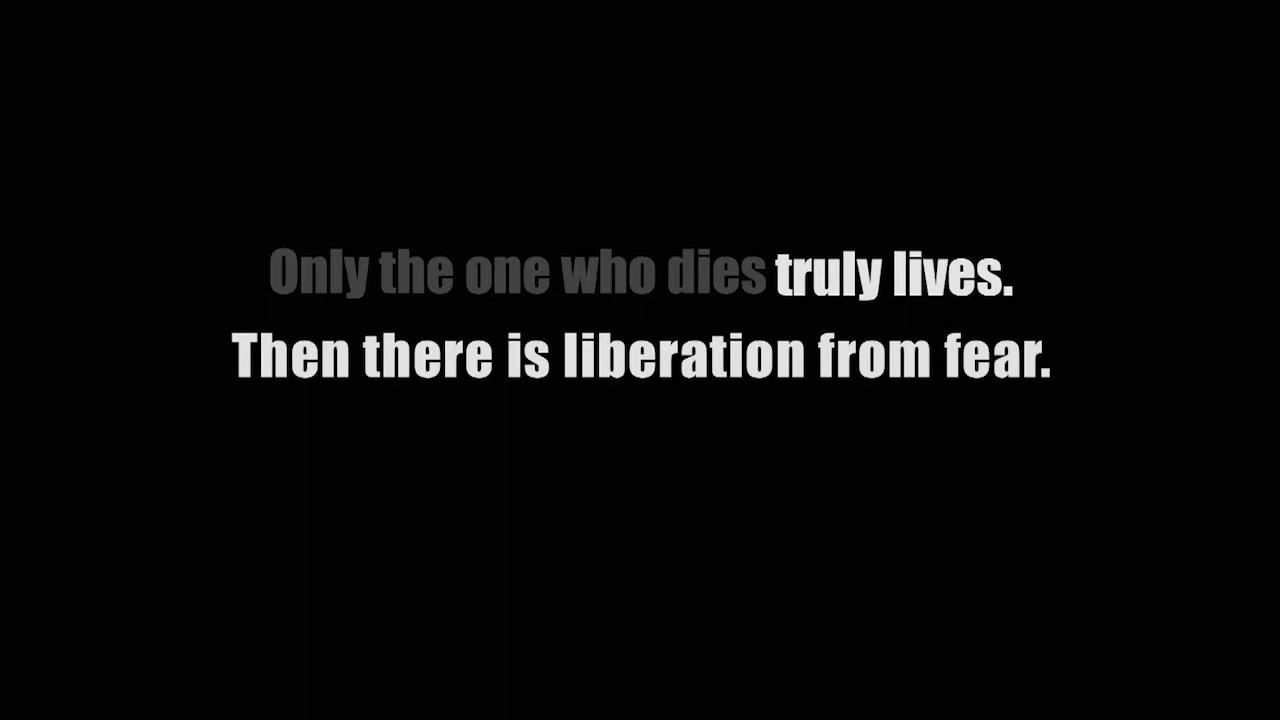 Only the one who dies truly lives.
Then there is liberation from fear.